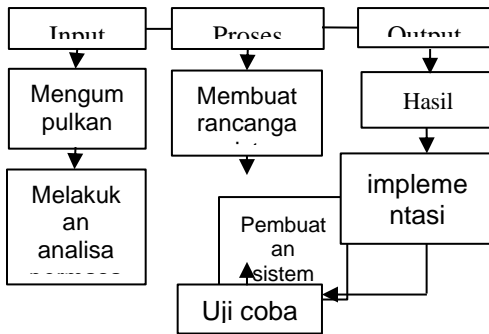 Input
Proses
Output
Mengum
pulkan
Membuat
rancanga
Hasil
Melakuk
an
analisa
impleme
ntasi
Pembuat
an
sistem
Uji coba